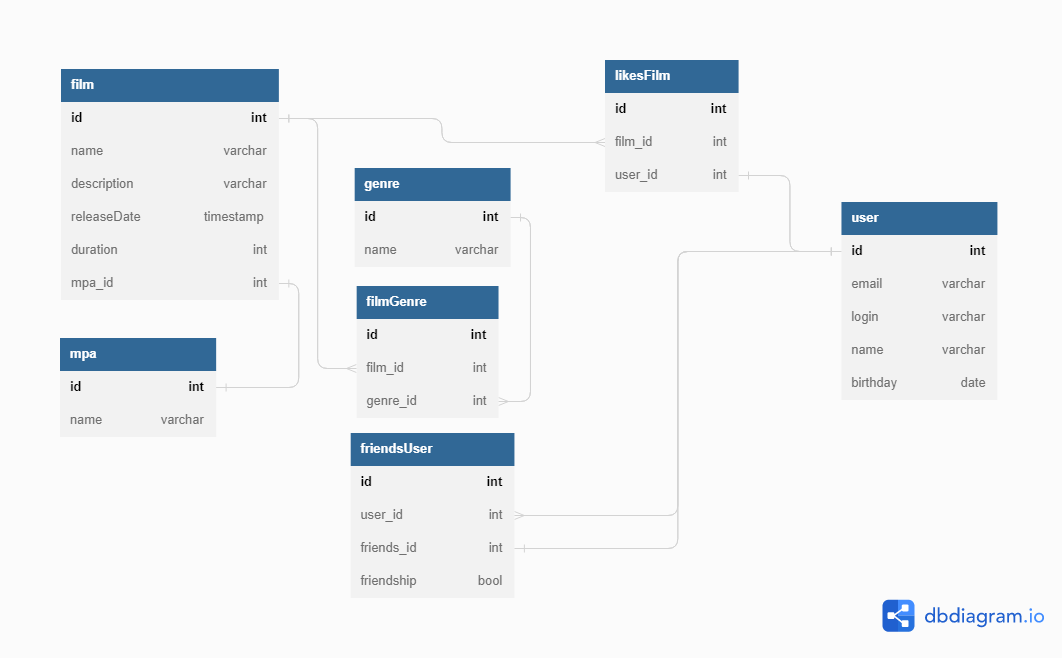 film
id int
name varchar
description varchar
releaseDate timestamp
duration int
mpa_id int
mpa
id int
name varchar
genre
id int
name varchar
filmGenre
id int
film_id int
genre_id int
friendsUser
id int
user_id int
friends_id int
friendship bool
likesFilm
id int
film_id int
user_id int
user
id int
email varchar
login varchar
name varchar
birthday date
dbdiagram.io